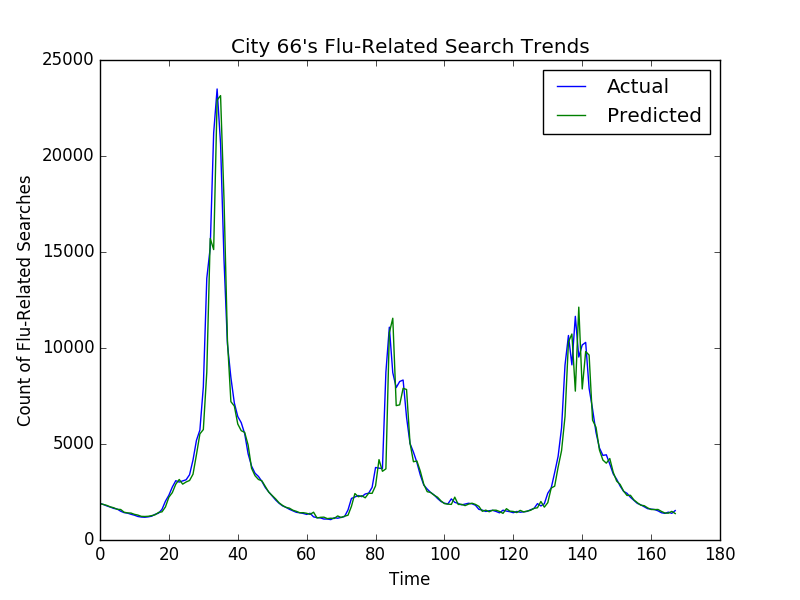 City 66's Flu-Related Search Trends
25000
20000
15000
10000
5000
0
Count of Flu-Related Searches
Actual
Predicted
0 20 40 60 80 100 120 140 160 180
Time